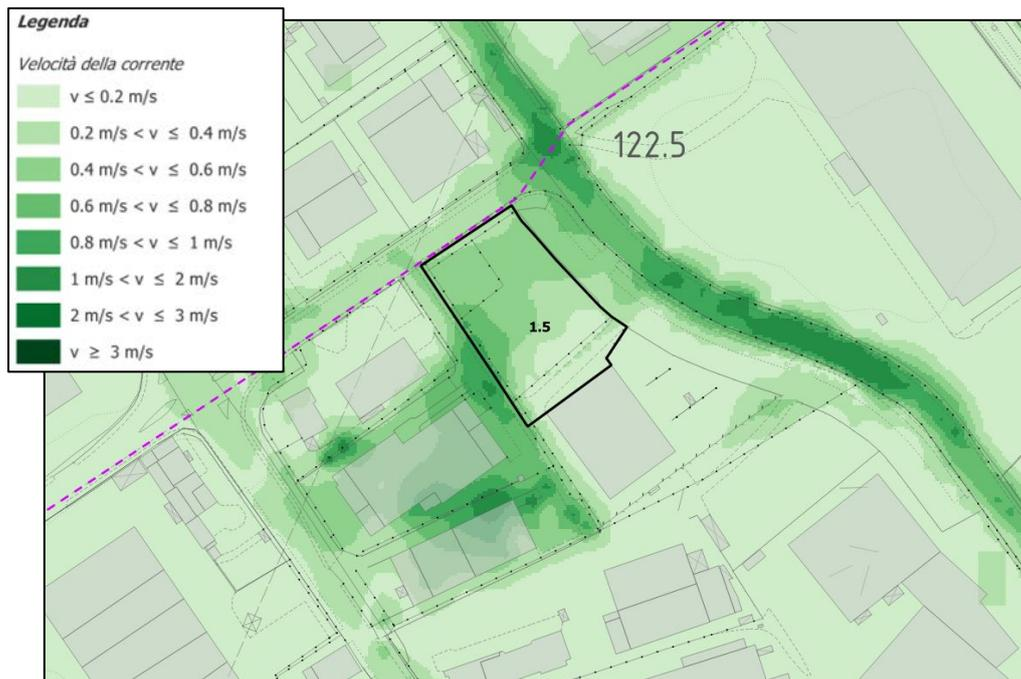 Legenda
Velocità della corrente
v ≤ 0.2 m/s
0.2 m/s < v ≤ 0.4 m/s
0.4 m/s < v ≤ 0.6 m/s
0.6 m/s < v ≤ 0.8 m/s
0.8 m/s < v ≤ 1 m/s
1 m/s < v ≤ 2 m/s
2 m/s < v ≤ 3 m/s
v ≥ 3 m/s
122.5
1.5